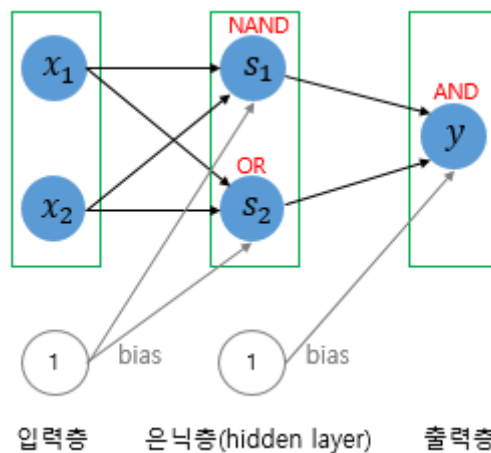 NAND
x₁ s₁
AND
y
OR
x₂ s₂
1 bias 1 bias
입력층 은닉층(hidden layer) 출력층